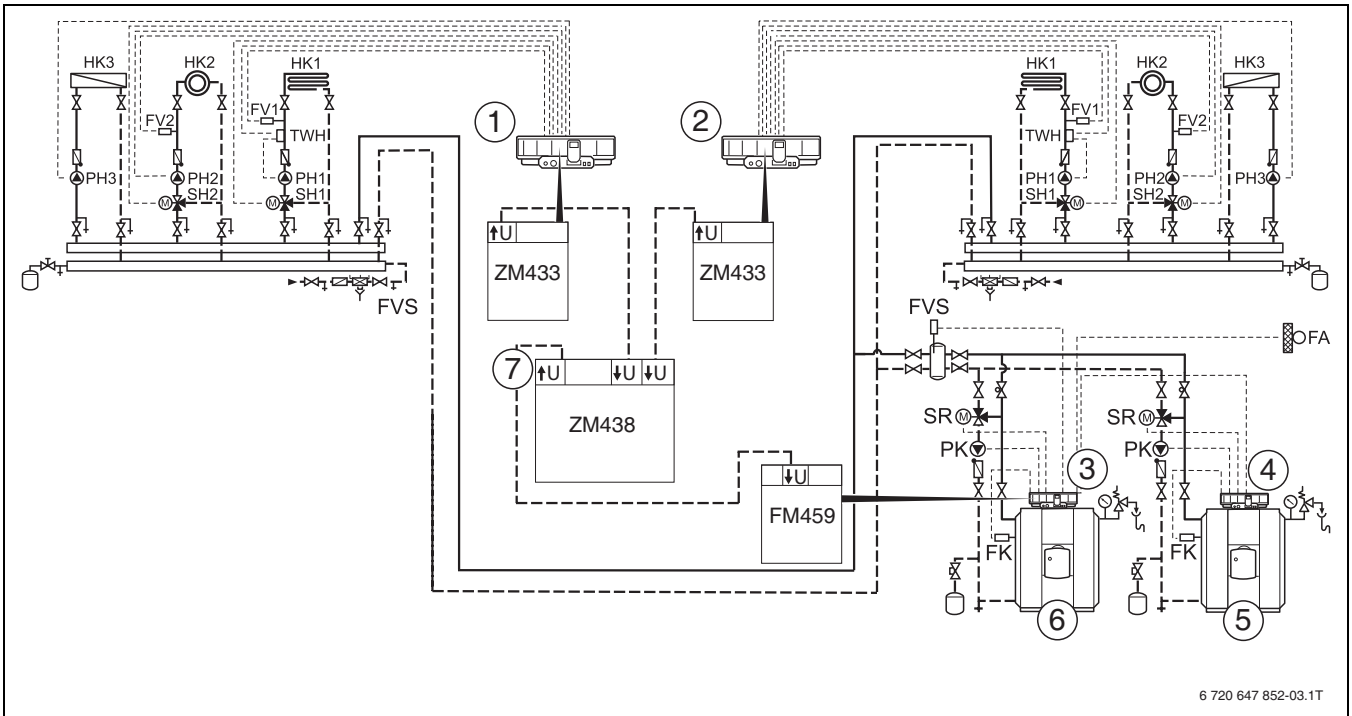 HK3
HK2
HK1
HK1
HK2
HK3
FV2
FV1
TWH
PH3
PH2
SH2
M
PH1
SH1
M
1
2
FV1
TWH
FV2
PH1
SH1
M
PH2
SH2
M
PH3
↑U
ZM433
↑U
ZM433
FVS
FVS
FA
7
↑U
↓U
↓U
ZM438
SR
M
SR
M
PK
PK
3
4
↓U
FM459
FK
FK
6
5
6 720 647 852-03.1T